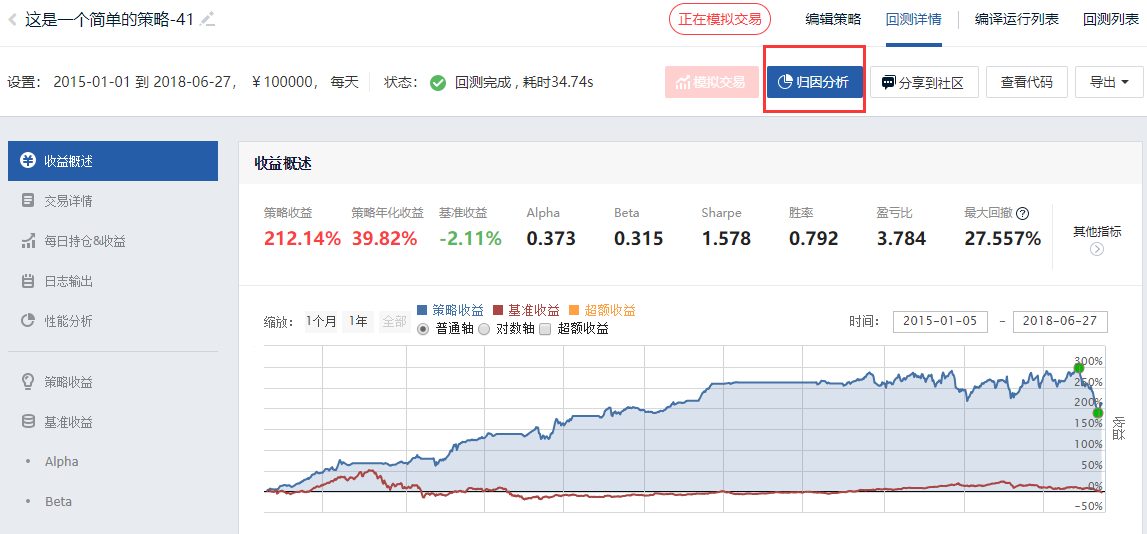 这是一个简单的策略-41 正在模拟交易 编辑策略 回测详情 编译运行列表 回测列表
设置： 2015-01-01 到 2018-06-27， ￥100000， 每天 状态： 回测完成 , 耗时34.74s 模拟交易 归因分析 分享到社区 查看代码 导出
收益概述
交易详情
每日持仓&收益
日志输出
性能分析
策略收益
基准收益
Alpha
Beta
收益概述
策略收益 策略年化收益 基准收益 Alpha Beta Sharpe 胜率 盈亏比 最大回撤 ?
212.14% 39.82% -2.11% 0.373 0.315 1.578 0.792 3.784 27.557%
其他指标
缩放： 1个月 1年 全部
策略收益 基准收益 超额收益
普通轴 对数轴 超额收益
时间： 2015-01-05 - 2018-06-27
300%
250%
200%
150%
100%
50%
0%
-50%
收益